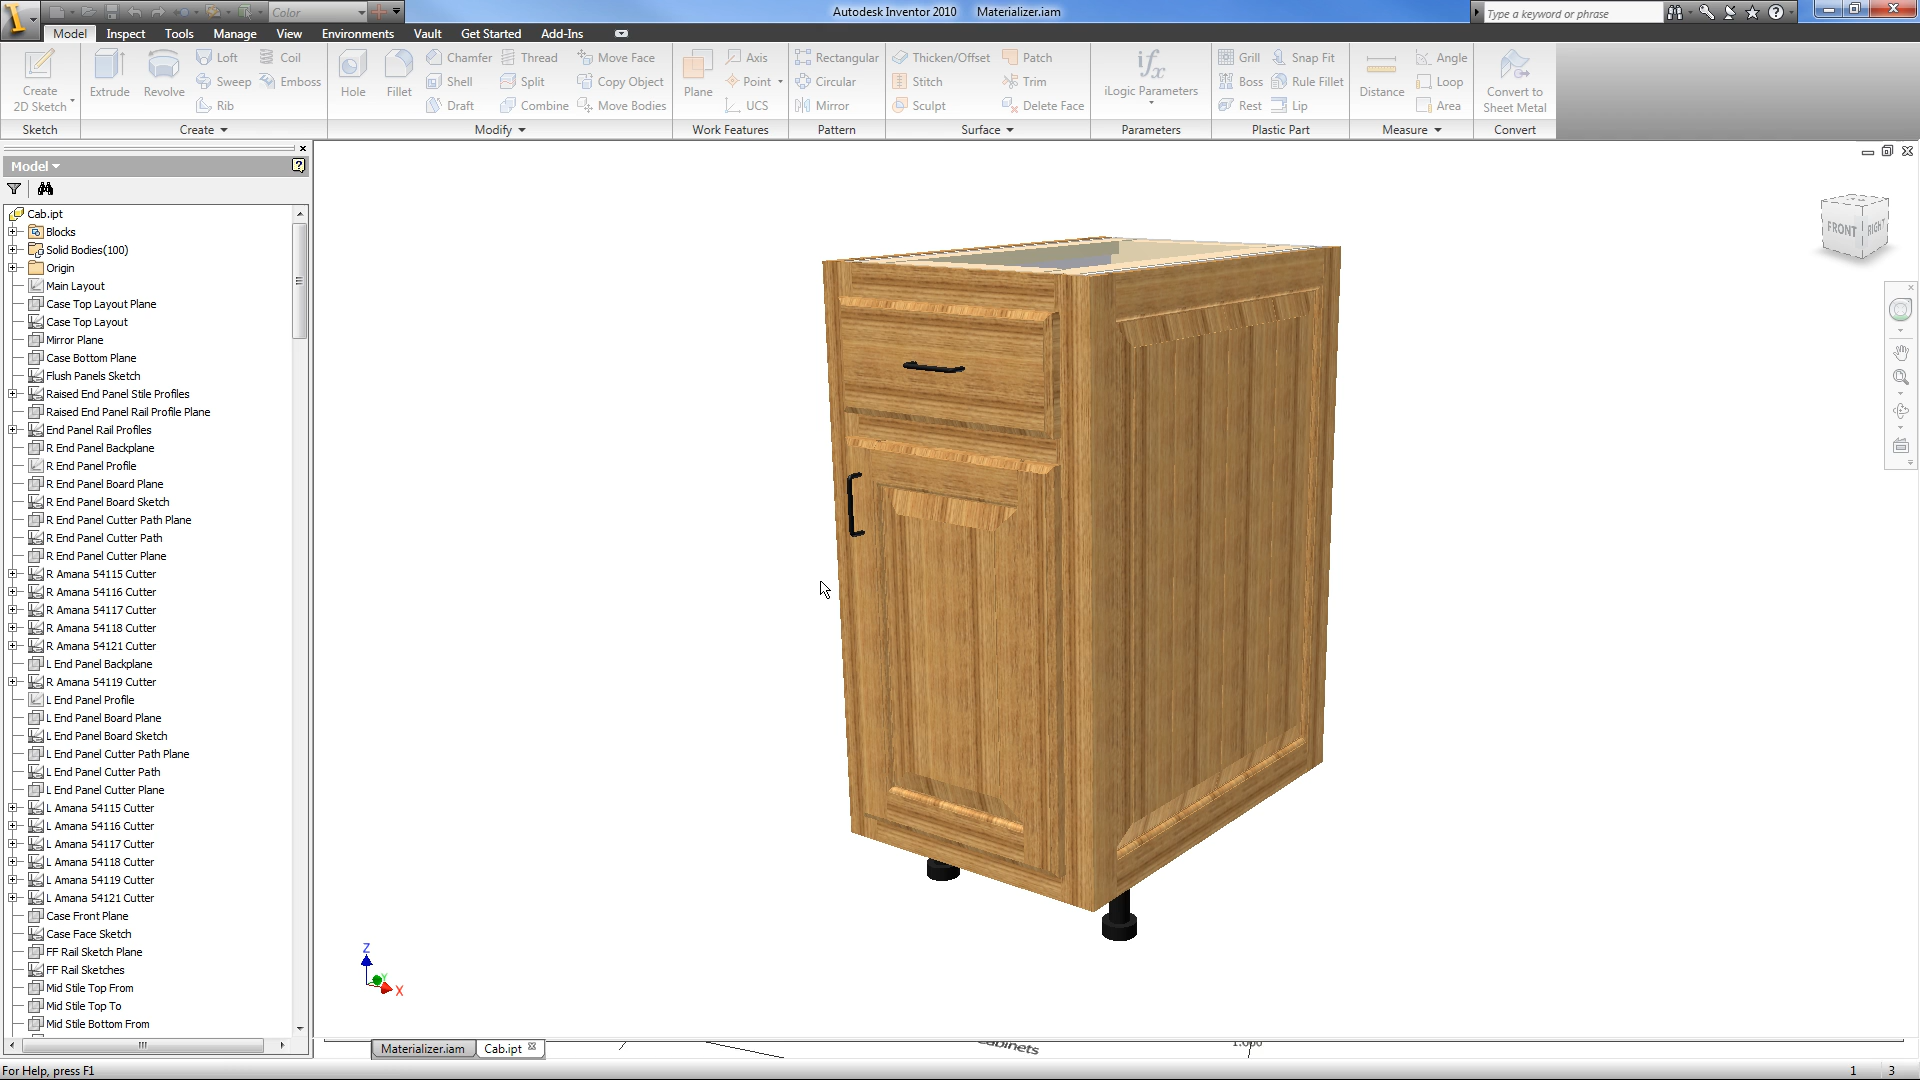 Color
Autodesk Inventor 2010 Materializer.iam
Type a keyword or phrase
Model Inspect Tools Manage View Environments Vault Get Started Add-Ins
Create 2D Sketch
Extrude
Revolve
Loft
Sweep
Rib
Coil
Emboss
Hole
Fillet
Chamfer
Shell
Draft
Thread
Split
Combine
Move Face
Copy Object
Move Bodies
Plane
Axis
Point
UCS
Rectangular
Circular
Mirror
Thicken/Offset
Stitch
Sculpt
Patch
Trim
Delete Face
fx
iLogic Parameters
Grill
Boss
Rest
Snap Fit
Rule Fillet
Lip
Distance
Angle
Loop
Area
Convert to
Sheet Metal
Sketch Create Modify Work Features Pattern Surface Parameters Plastic Part Measure Convert
Model
Cab.ipt
Blocks
Solid Bodies(100)
Origin
Main Layout
Case Top Layout Plane
Case Top Layout
Mirror Plane
Case Bottom Plane
Flush Panels Sketch
Raised End Panel Stile Profiles
Raised End Panel Rail Profile Plane
End Panel Rail Profiles
R End Panel Backplane
R End Panel Profile
R End Panel Board Plane
R End Panel Board Sketch
R End Panel Cutter Path Plane
R End Panel Cutter Path
R End Panel Cutter Plane
R Amana 54115 Cutter
R Amana 54116 Cutter
R Amana 54117 Cutter
R Amana 54118 Cutter
R Amana 54121 Cutter
L End Panel Backplane
R Amana 54119 Cutter
L End Panel Profile
L End Panel Board Plane
L End Panel Board Sketch
L End Panel Cutter Path Plane
L End Panel Cutter Path
L End Panel Cutter Plane
L Amana 54115 Cutter
L Amana 54116 Cutter
L Amana 54117 Cutter
L Amana 54118 Cutter
L Amana 54119 Cutter
L Amana 54121 Cutter
Case Front Plane
Case Face Sketch
FF Rail Sketch Plane
FF Rail Sketches
Mid Stile Top From
Mid Stile Top To
Mid Stile Bottom From
FRONT RIGHT
Z
Y
X
Materializer.iam Cab.ipt
For Help, press F1
1 3